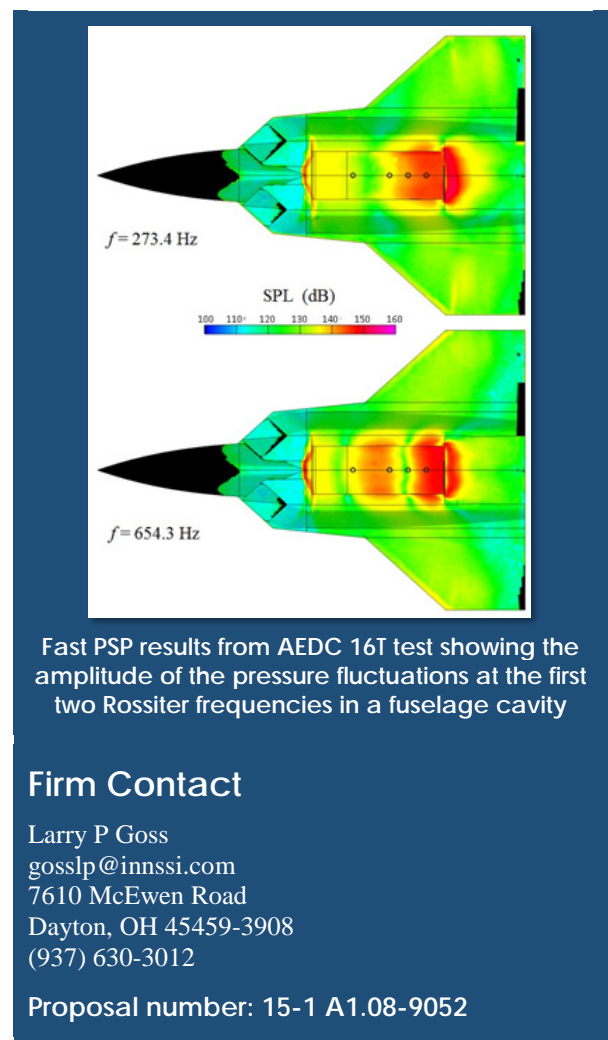 f = 273.4 Hz
SPL (dB)
100 110 120 130 140 150 160
f = 654.3 Hz
Fast PSP results from AEDC 16T test showing the
amplitude of the pressure fluctuations at the first
two Rossiter frequencies in a fuselage cavity
Firm Contact
Larry P Goss
gosslp@innssi.com
7610 McEwen Road
Dayton, OH 45459-3908
(937) 630-3012
Proposal number: 15-1 A1.08-9052